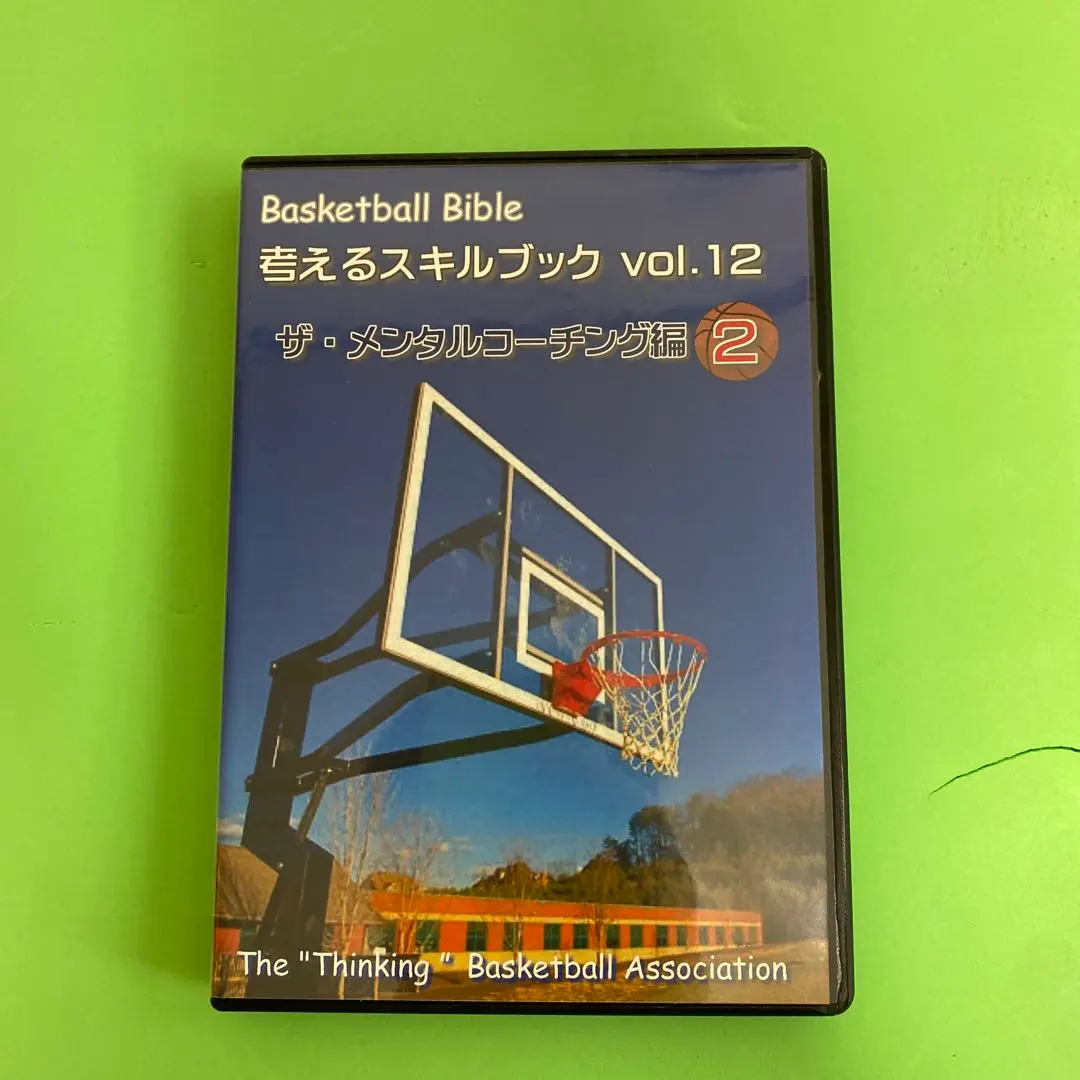 Basketball Bible
考えるスキルブック vol.12
ザ・メンタルコーチング編 2
The "Thinking" Basketball Association